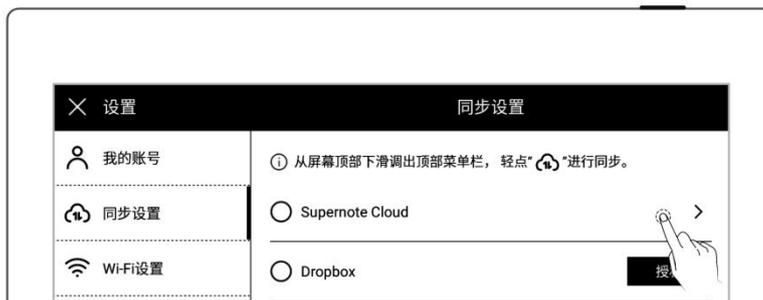 设置
同步设置
我的账号
从屏幕顶部下滑调出顶部菜单栏， 轻点“ ”进行同步。
同步设置
Supernote Cloud
Wi-Fi设置
Dropbox
授